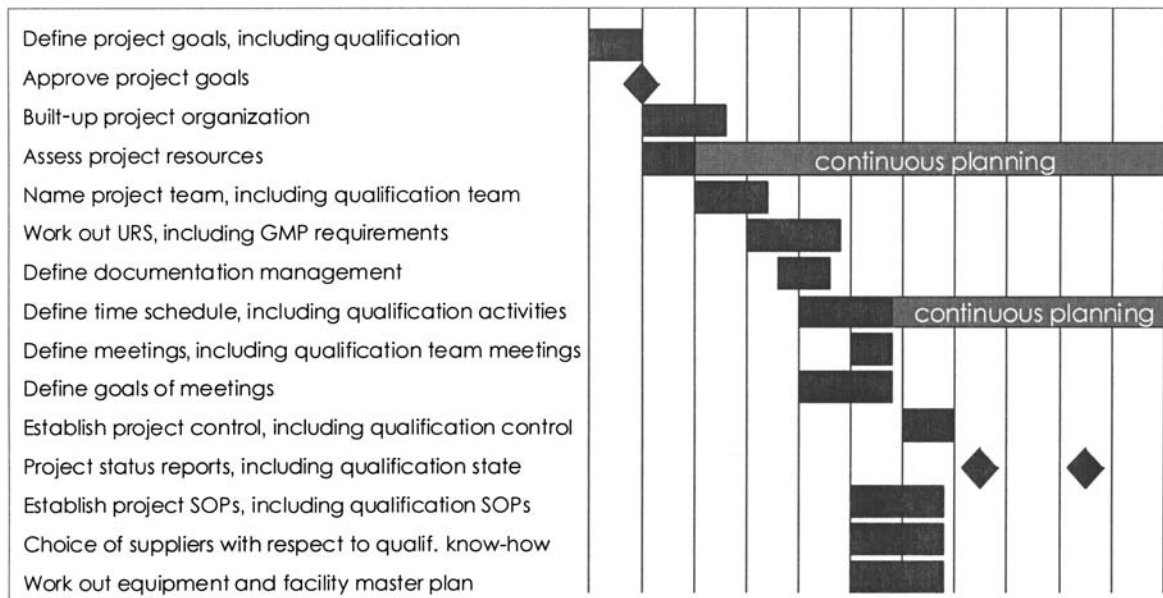 Define project goals, including qualification
Approve project goals
Built-up project organization
Assess project resources
continuous planning
Name project team, including qualification team
Work out URS, including GMP requirements
Define documentation management
Define time schedule, including qualification activities
continuous planning
Define meetings, including qualification team meetings
Define goals of meetings
Establish project control, including qualification control
Project status reports, including qualification state
Establish project SOPs, including qualification SOPs
Choice of suppliers with respect to qualif. know-how
Work out equipment and facility master plan